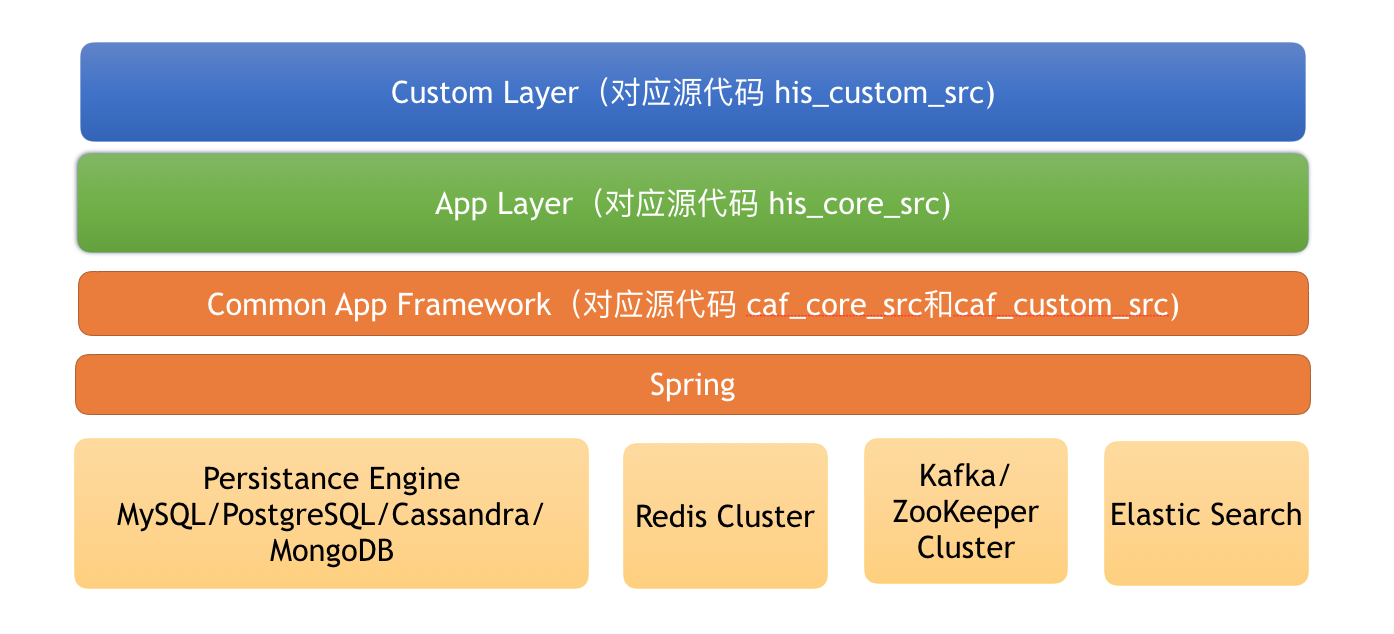 Custom Layer（对应源代码 his_custom_src)
App Layer（对应源代码 his_core_src)
Common App Framework（对应源代码 caf_core_src和caf_custom_src)
Spring
Persistance Engine
MySQL/PostgreSQL/Cassandra/
MongoDB
Redis Cluster
Kafka/
ZooKeeper
Cluster
Elastic Search